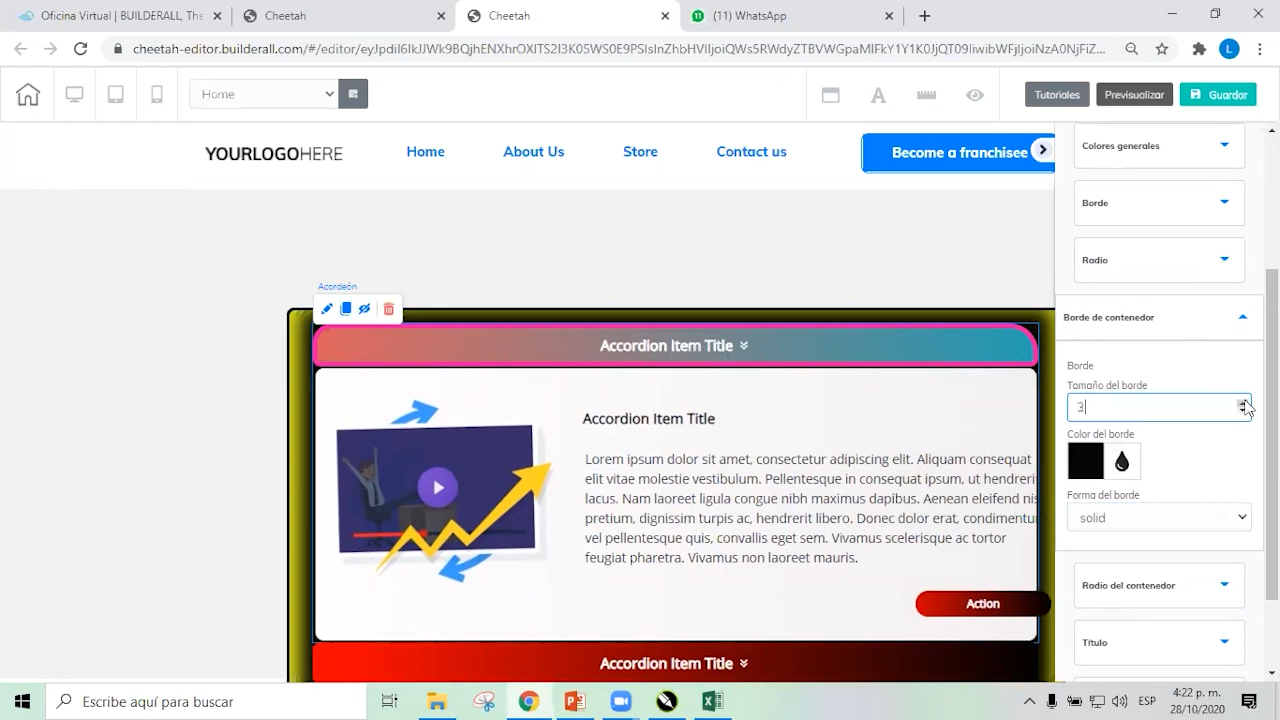 Oficina Virtual | BUILDERALL, The
Cheetah
Cheetah
(11) WhatsApp
cheetah-editor.builderall.com/#/editor/
L
Home
Tutoriales
Previsualizar
Guardar
YOURLOGOHERE
Home
About Us
Store
Contact us
Become a franchisee
Colores generales
Borde
Radio
Borde de contenedor
Borde
Tamaño del borde
3
Color del borde
Forma del borde
solid
Radio del contenedor
Título
Acordeón
Accordion Item Title
Accordion Item Title
Lorem ipsum dolor sit amet, consectetur adipiscing elit. Aliquam consequat
elit vitae molestie vestibulum. Pellentesque in consequat ipsum, ut hendrerit
lacus. Nam laoreet ligula congue nibh maximus dapibus. Aenean eleifend nis
pretium, dignissim turpis ac, hendrerit libero. Donec dolor erat, condimentu
vel pellentesque quis, convallis eget sem. Vivamus scelerisque ac tortor
feugiat pharetra. Vivamus non laoreet mauris.
Action
Accordion Item Title
Escribe aquí para buscar
ESP
4:22 p. m.
28/10/2020